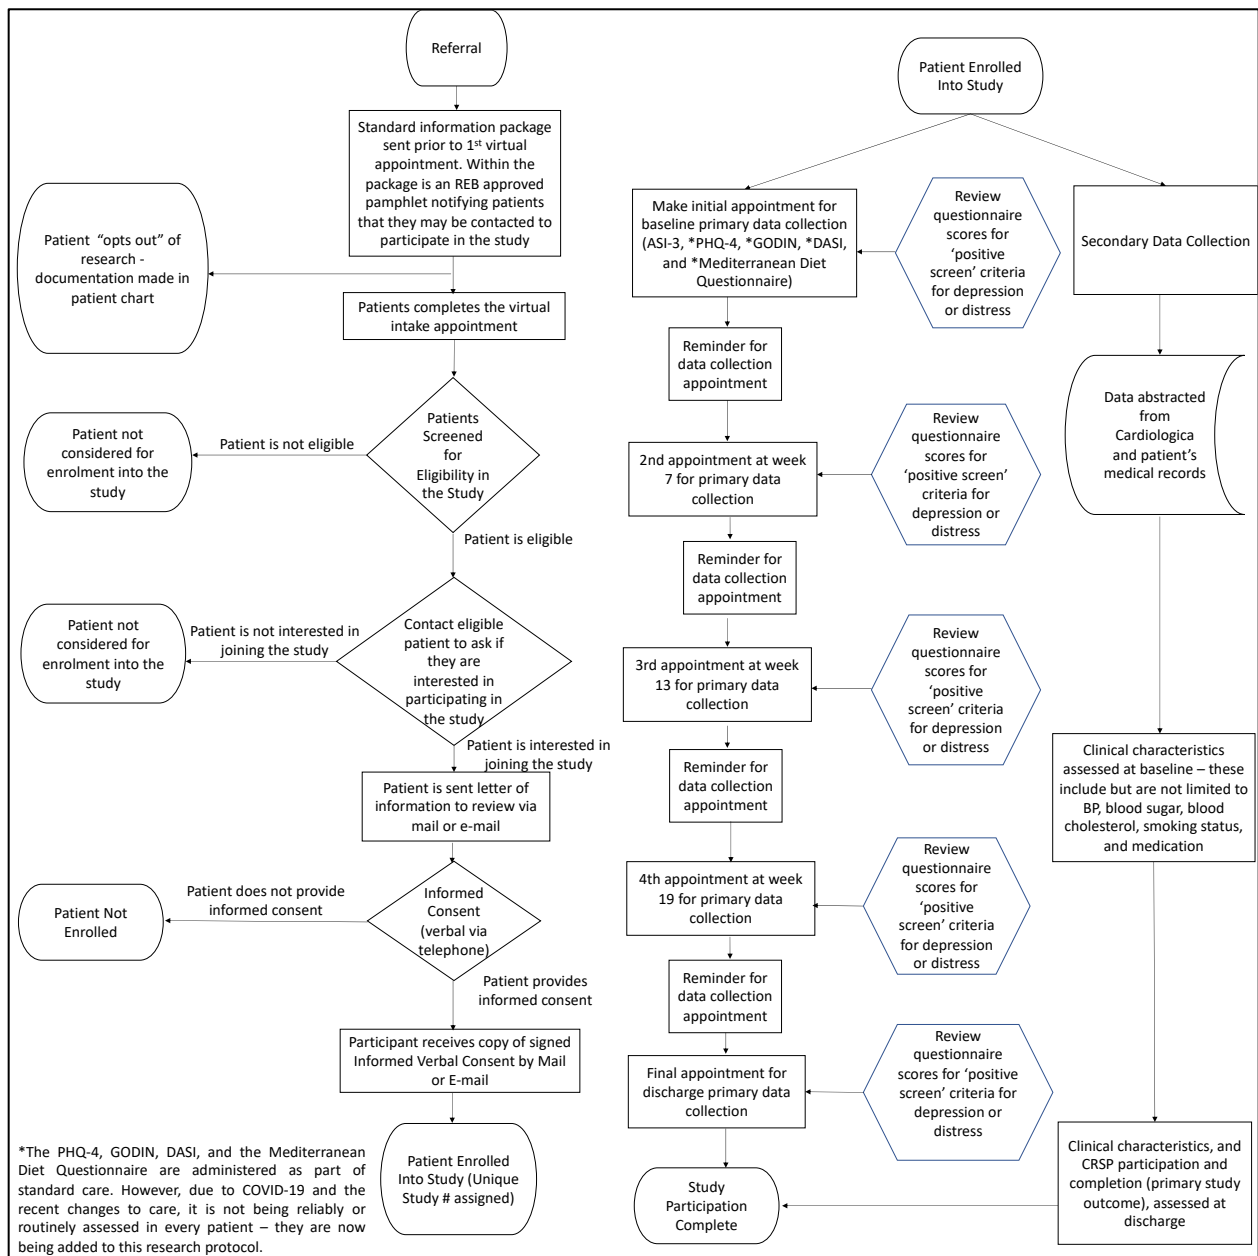 Referral
Standard information package
sent prior to 1st virtual
appointment. Within the
package is an REB approved
pamphlet notifying patients
that they may be contacted to
participate in the study
Patient “opts out” of
research -
documentation made in
patient chart
Patients completes the virtual
intake appointment
Patients
Screened
for
Eligibility in
the Study
Patient is not eligible
Patient not
considered for
enrolment into the
study
Patient is eligible
Contact eligible
patient to ask if
they are
interested in
participating in
the study
Patient is not interested in
joining the study
Patient not
considered for
enrolment into the
study
Patient is interested in
joining the study
Patient is sent letter of
information to review via
mail or e-mail
Informed
Consent
(verbal via
telephone)
Patient does not provide
informed consent
Patient Not
Enrolled
Patient provides
informed consent
Participant receives copy of signed
Informed Verbal Consent by Mail
or E-mail
Patient Enrolled
Into Study (Unique
Study # assigned)
*The PHQ-4, GODIN, DASI, and the Mediterranean
Diet Questionnaire are administered as part of
standard care. However, due to COVID-19 and the
recent changes to care, it is not being reliably or
routinely assessed in every patient – they are now
being added to this research protocol.
Patient Enrolled
Into Study
Make initial appointment for
baseline primary data collection
(ASI-3, *PHQ-4, *GODIN, *DASI,
and *Mediterranean Diet
Questionnaire)
Review
questionnaire
scores for
‘positive
screen’ criteria
for depression
or distress
Reminder for
data collection
appointment
2nd appointment at week
7 for primary data
collection
Review
questionnaire
scores for
‘positive screen’
criteria for
depression or
distress
Reminder for
data collection
appointment
3rd appointment at week
13 for primary data
collection
Review
questionnaire
scores for
‘positive
screen’ criteria
for depression
or distress
Reminder for
data collection
appointment
4th appointment at week
19 for primary data
collection
Review
questionnaire
scores for
‘positive
screen’ criteria
for depression
or distress
Reminder for
data collection
appointment
Final appointment for
discharge primary data
collection
Review
questionnaire
scores for ‘positive
screen’ criteria for
depression or
distress
Study
Participation
Complete
Secondary Data Collection
Data abstracted
from
Cardiologica
and patient’s
medical records
Clinical characteristics
assessed at baseline – these
include but are not limited to
BP, blood sugar, blood
cholesterol, smoking status,
and medication
Clinical characteristics, and
CRSP participation and
completion (primary study
outcome), assessed at
discharge